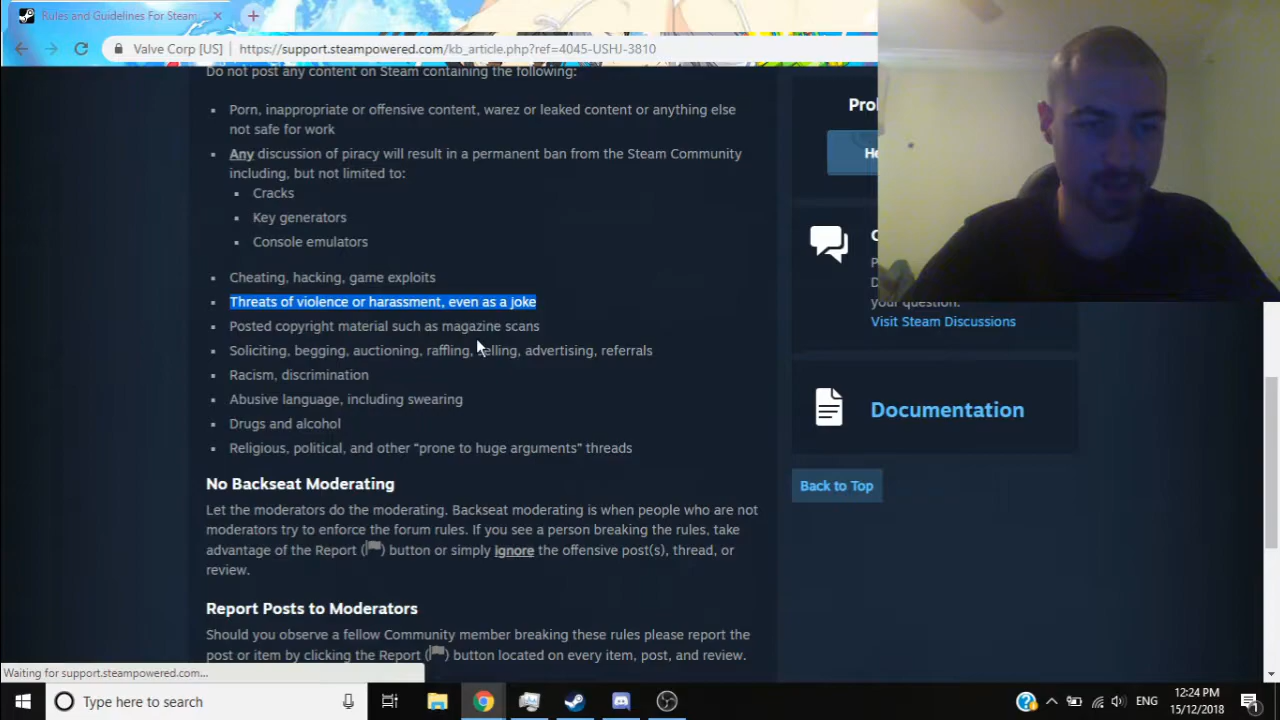 Rules and Guidelines For Steam:
Valve Corp [US] | https://support.steampowered.com/kb_article.php?ref=4045-USHJ-3810
Do not post any content on Steam containing the following:
Porn, inappropriate or offensive content, warez or leaked content or anything else
not safe for work
Any discussion of piracy will result in a permanent ban from the Steam Community
including, but not limited to:
Cracks
Key generators
Console emulators
Cheating, hacking, game exploits
Threats of violence or harassment, even as a joke
Posted copyright material such as magazine scans
Soliciting, begging, auctioning, raffling, selling, advertising, referrals
Racism, discrimination
Abusive language, including swearing
Drugs and alcohol
Religious, political, and other “prone to huge arguments” threads
No Backseat Moderating
Let the moderators do the moderating. Backseat moderating is when people who are not
moderators try to enforce the forum rules. If you see a person breaking the rules, take
advantage of the Report ( ) button or simply ignore the offensive post(s), thread, or
review.
Report Posts to Moderators
Should you observe a fellow Community member breaking these rules please report the
post or item by clicking the Report ( ) button located on every item, post, and review.
your question.
Visit Steam Discussions
Documentation
Back to Top
Waiting for support.steampowered.com...
Type here to search
ENG
12:24 PM
15/12/2018